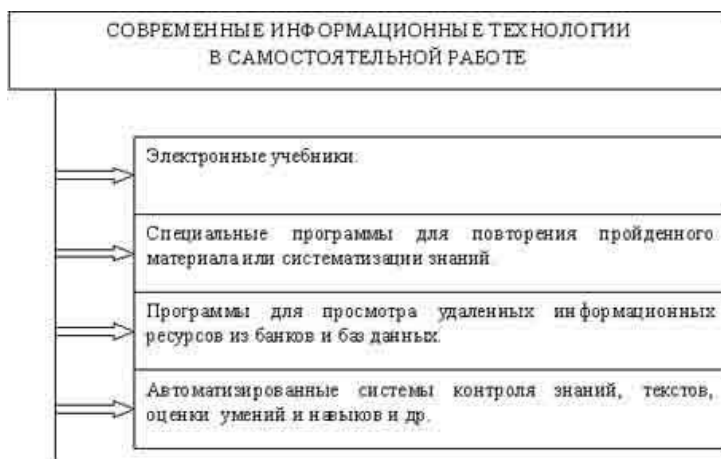 СОВРЕМЕННЫЕ ИНФОРМАЦИОННЫЕ ТЕХНОЛОГИИ
В САМОСТОЯТЕЛЬНОЙ РАБОТЕ
Электронные учебники.
Специальные программы для повторения пройденного
материала или систематизации знаний
Программы для просмотра удаленных информационных
ресурсов из банков и баз данных.
Автоматизированные системы контроля знаний, текстов,
оценки умений и навыков и др.